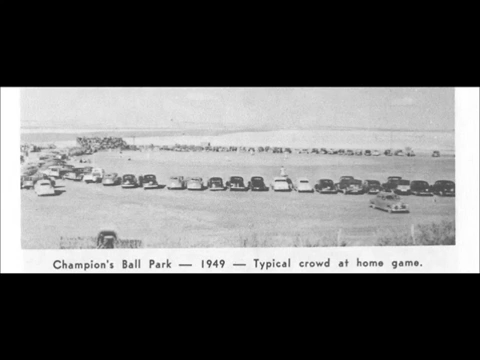 Champion's Ball Park — 1949 — Typical crowd at home game.